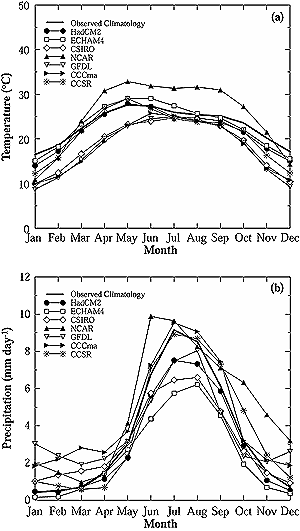 (a)
50
40
30
20
10
0
Temperature (°C)
Observed Climatology
HadCM2
ECHAM4
CSIRO
NCAR
GFDL
CCCma
CCSR
Jan Feb Mar Apr May Jun Jul Aug Sep Oct Nov Dec
Month
(b)
12
10
8
6
4
2
0
Precipitation (mm day⁻¹)
Observed Climatology
HadCM2
ECHAM4
CSIRO
NCAR
GFDL
CCCma
CCSR
Jan Feb Mar Apr May Jun Jul Aug Sep Oct Nov Dec
Month